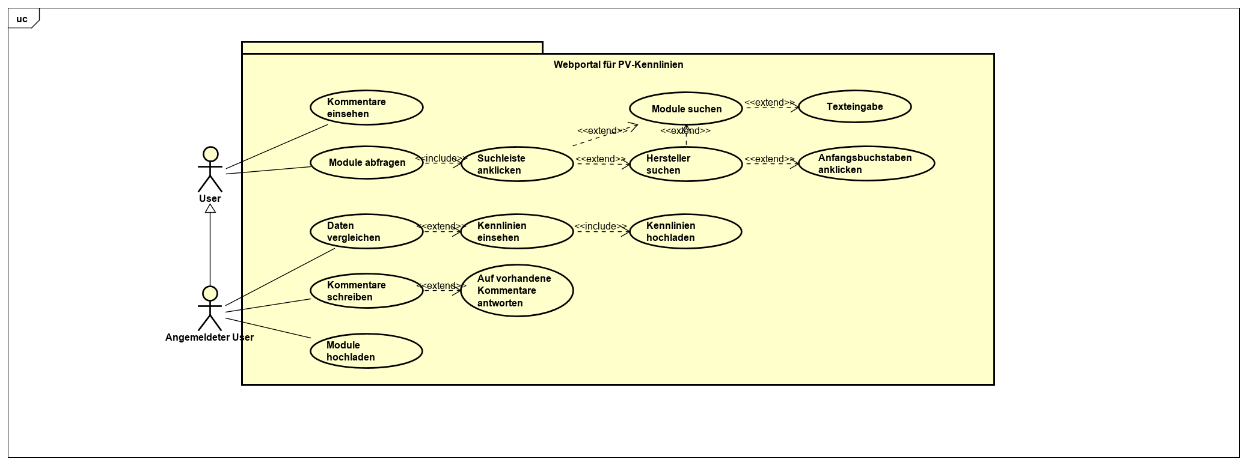 uc
Webportal für PV-Kennlinien
Kommentare
einsehen
Module suchen
<<extend>>
Texteingabe
<<extend>>
<<extend>>
Module abfragen
<<include>>
Suchleiste
anklicken
<<extend>>
Hersteller
suchen
<<extend>>
Anfangsbuchstaben
anklicken
User
Daten
vergleichen
<<extend>>
Kennlinien
einsehen
<<include>>
Kennlinien
hochladen
Kommentare
schreiben
<<extend>>
Auf vorhandene
Kommentare
antworten
Angemeldeter User
Module
hochladen